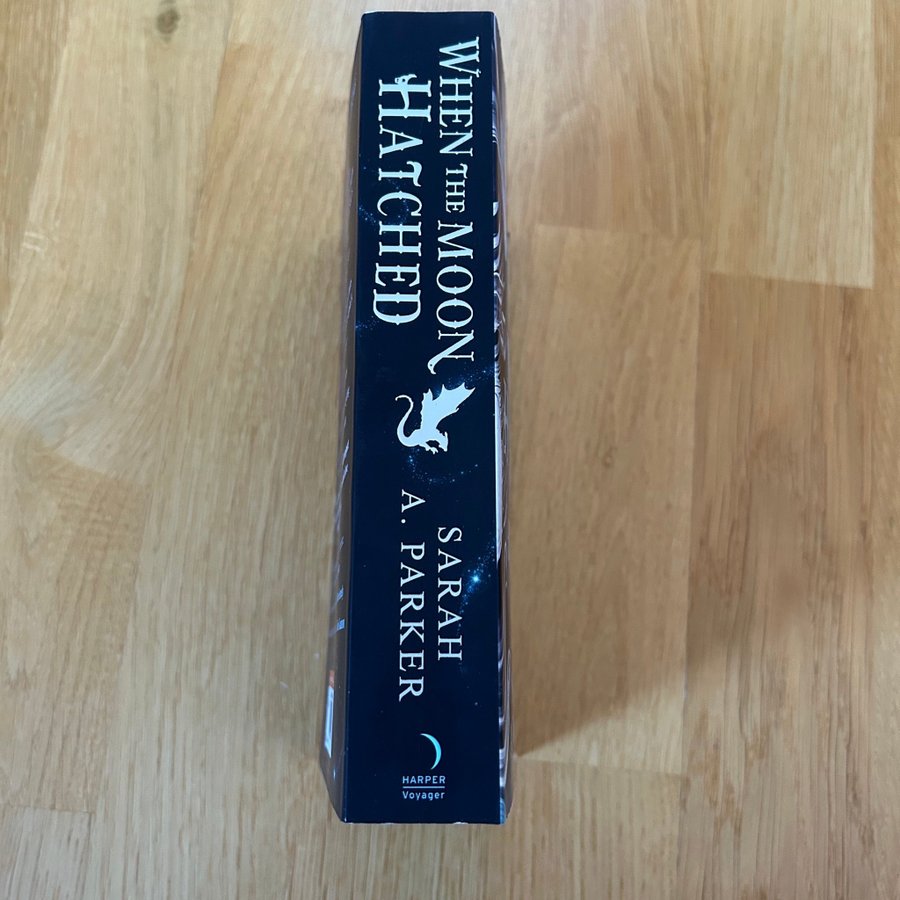 WHEN THE MOON
HATCHED
SARAH
A. PARKER
HARPER
Voyager